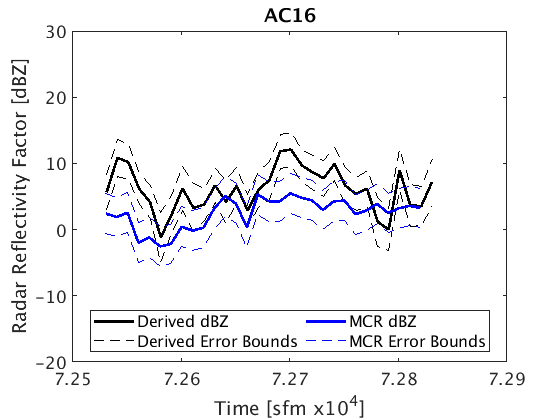 AC16
Radar Reflectivity Factor [dBZ]
30
20
10
0
-10
-20
Derived dBZ
MCR dBZ
Derived Error Bounds
MCR Error Bounds
7.25
7.26
7.27
7.28
7.29
Time [sfm x10⁴]